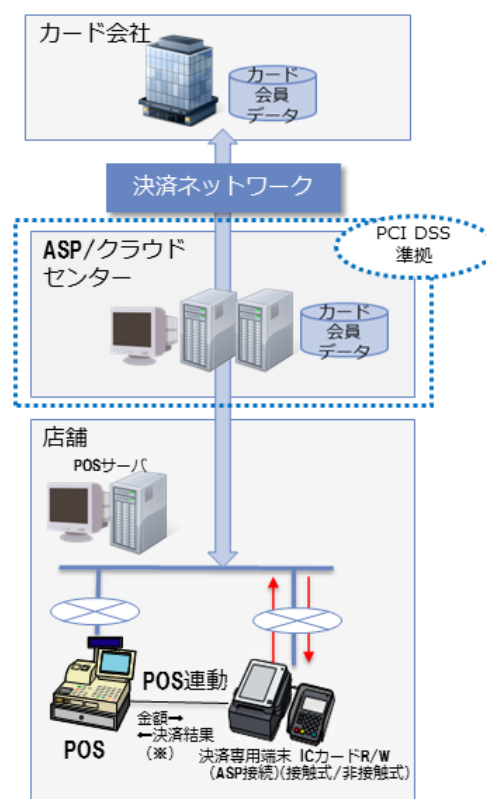 カード会社
カード
会員
データ
決済ネットワーク
PCI DSS
準拠
ASP/クラウド
センター
カード
会員
データ
店舗
POSサーバ
POS連動
金額→
←決済結果
(※)
POS
決済専用端末 ICカードR/W
(ASP接続)(接触式/非接触式)